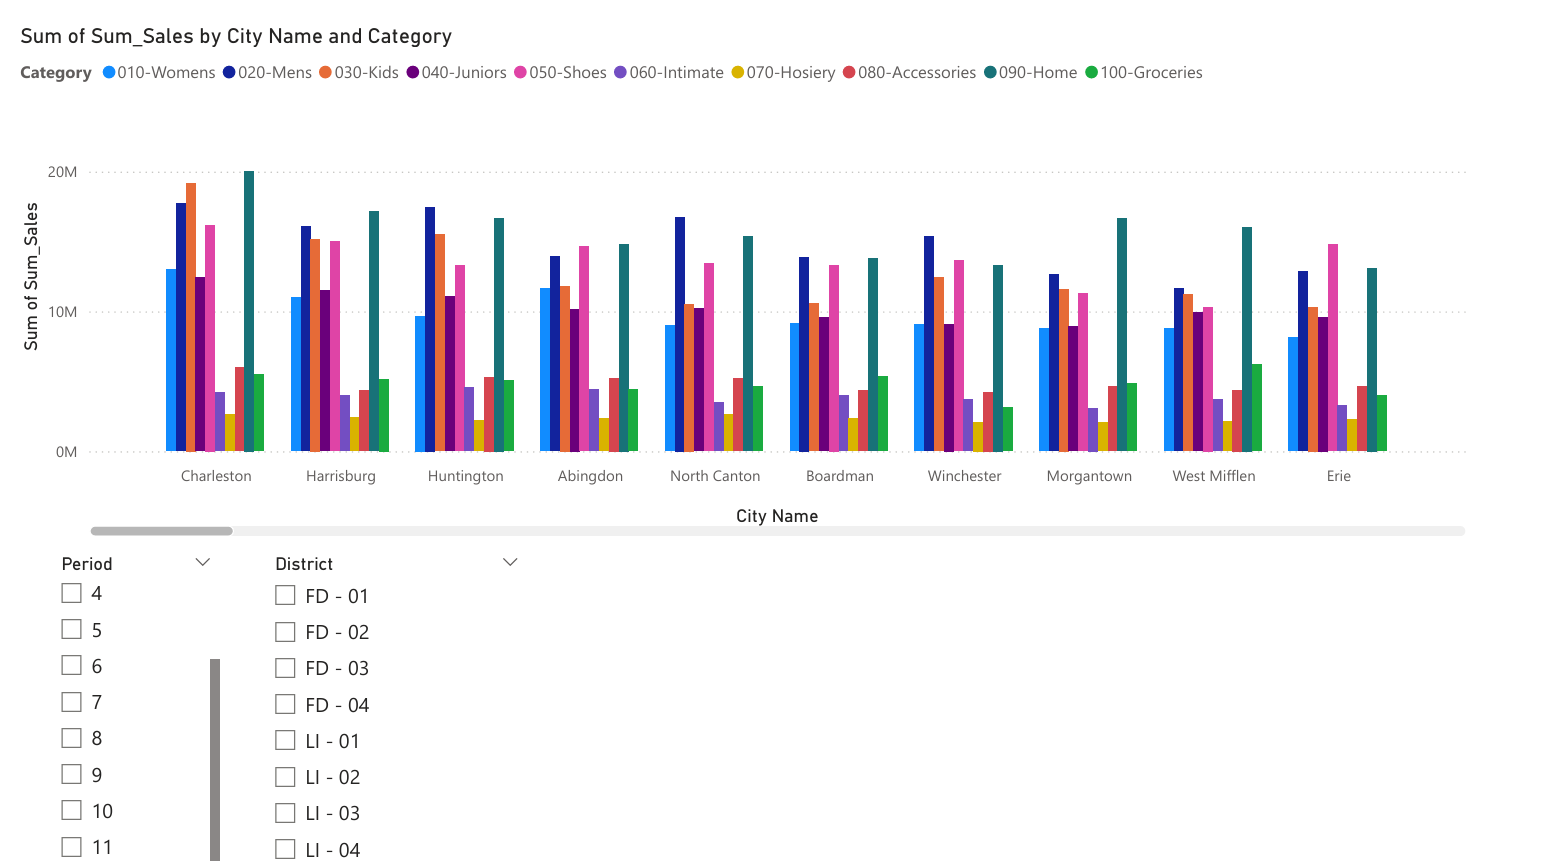 Sum of Sum_Sales by City Name and Category
Category 010-Womens 020-Mens 030-Kids 040-Juniors 050-Shoes 060-Intimate 070-Hosiery 080-Accessories 090-Home 100-Groceries
20M
10M
0M
Sum of Sum_Sales
Charleston Harrisburg Huntington Abingdon North Canton Boardman Winchester Morgantown West Mifflen Erie
City Name
Period
4
5
6
7
8
9
10
11
District
FD - 01
FD - 02
FD - 03
FD - 04
LI - 01
LI - 02
LI - 03
LI - 04